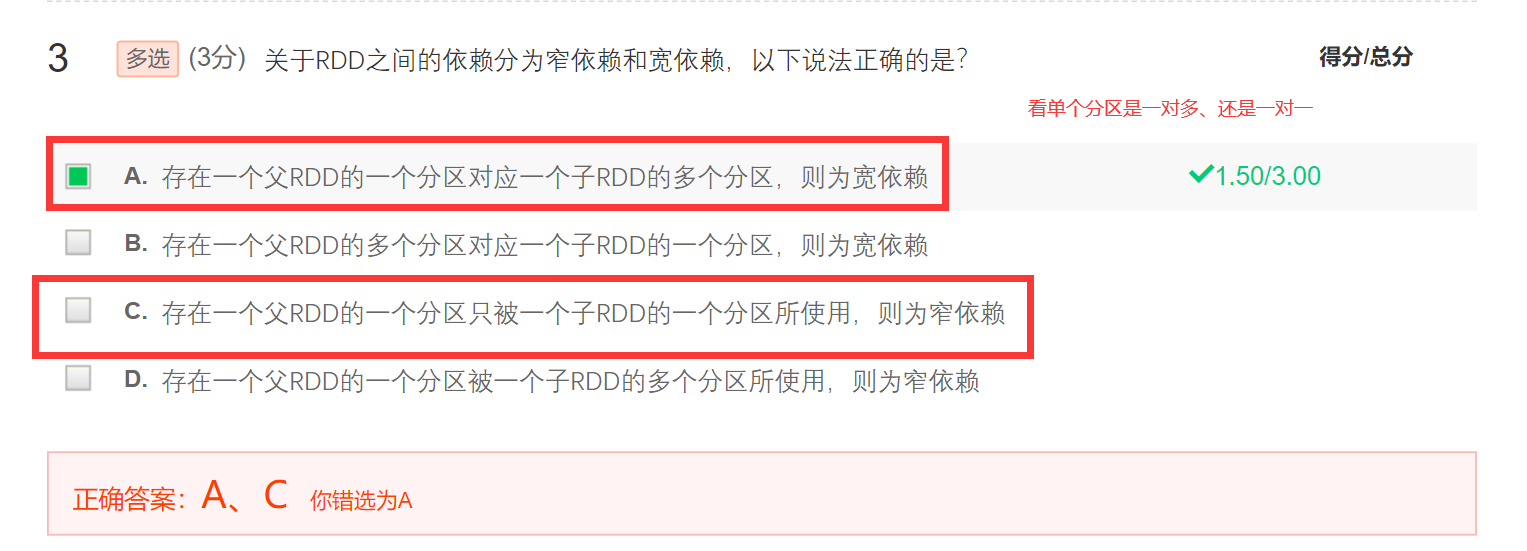 3 多选 (3分) 关于RDD之间的依赖分为窄依赖和宽依赖，以下说法正确的是？ 得分/总分
看单个分区是一对多、还是一对一
A. 存在一个父RDD的一个分区对应一个子RDD的多个分区，则为宽依赖 1.50/3.00
B. 存在一个父RDD的多个分区对应一个子RDD的一个分区，则为宽依赖
C. 存在一个父RDD的一个分区只被一个子RDD的一个分区所使用，则为窄依赖
D. 存在一个父RDD的一个分区被一个子RDD的多个分区所使用，则为窄依赖
正确答案：A、C 你错选为A